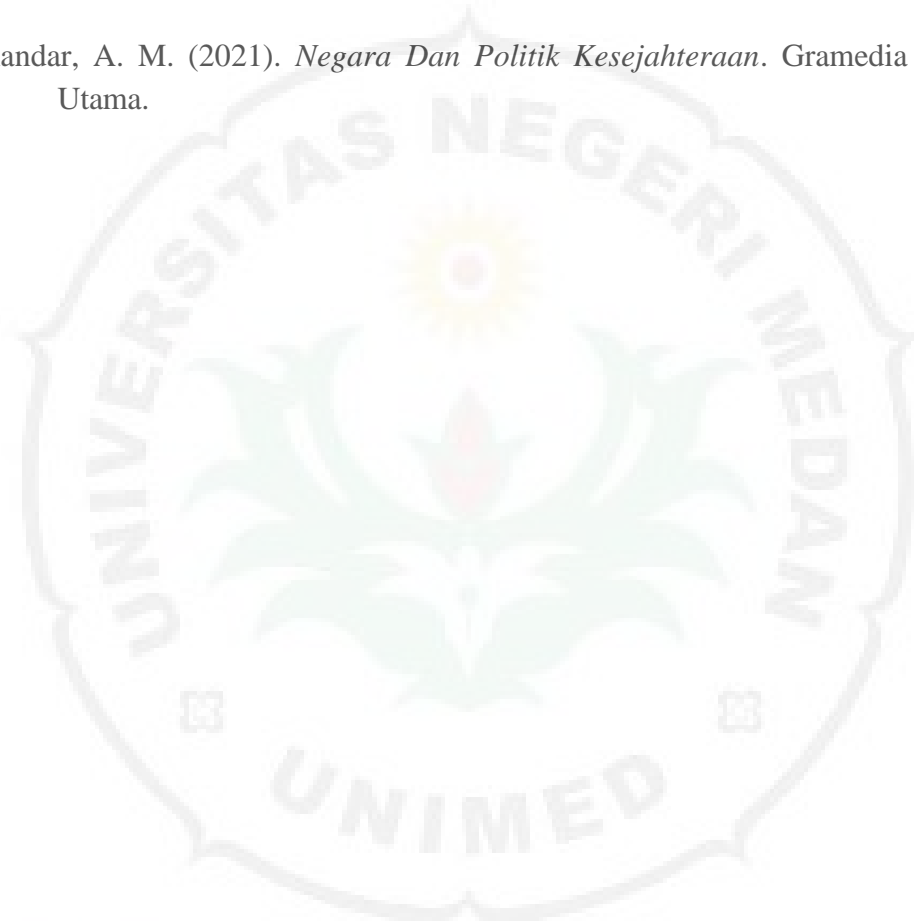 andar, A. M. (2021). Negara Dan Politik Kesejahteraan. Gramedia
Utama.
UNIVERSITAS NEGERI MEDAN
UNIMED